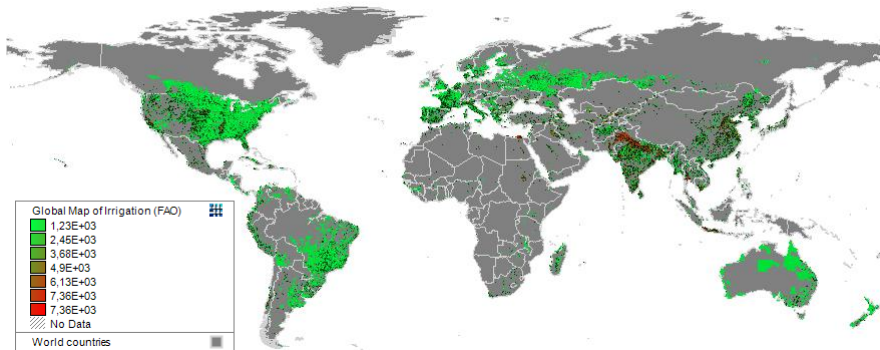 Global Map of Irrigation (FAO)
1,23E+03
2,45E+03
3,68E+03
4,9E+03
6,13E+03
7,36E+03
7,36E+03
No Data
World countries